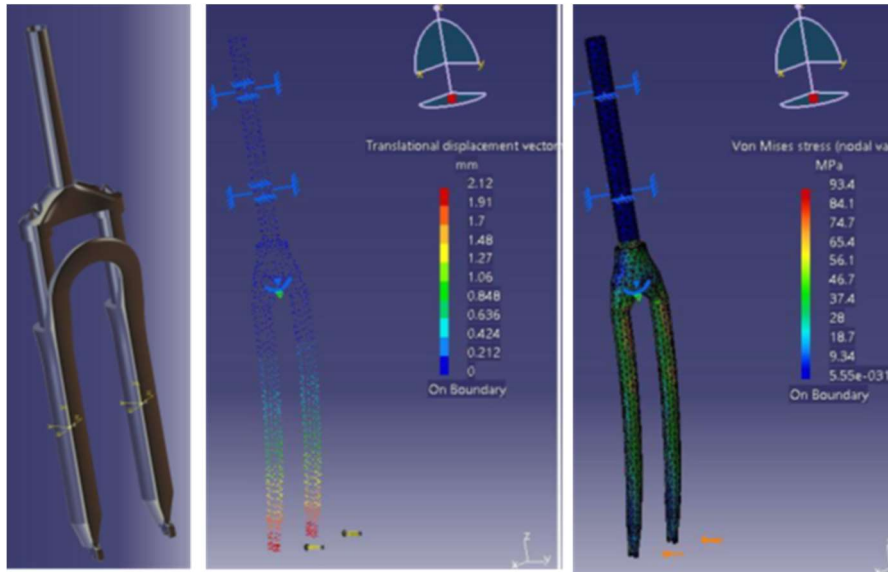 Translational displacement vector
mm
2.12
1.91
1.7
1.48
1.27
1.06
0.848
0.636
0.424
0.212
0
On Boundary
x
y
z
Von Mises stress (nodal va
MPa
93.4
84.1
74.7
65.4
56.1
46.7
37.4
28
18.7
9.34
5.55e-031
On Boundary
x
y
z